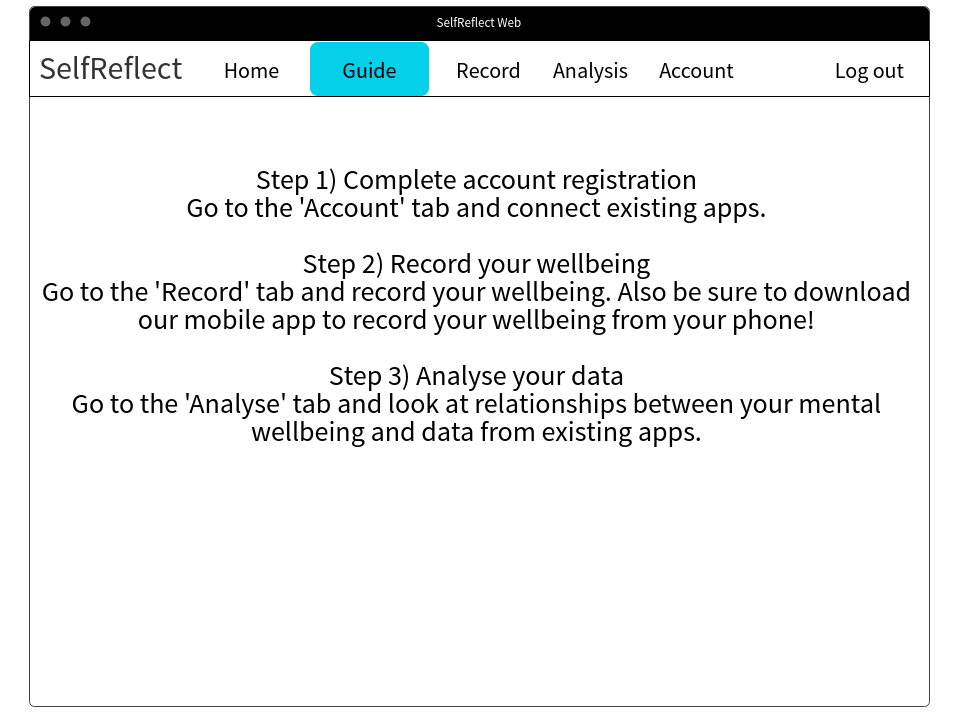 SelfReflect Web
SelfReflect Home Guide Record Analysis Account Log out
Step 1) Complete account registration
Go to the 'Account' tab and connect existing apps.
Step 2) Record your wellbeing
Go to the 'Record' tab and record your wellbeing. Also be sure to download
our mobile app to record your wellbeing from your phone!
Step 3) Analyse your data
Go to the 'Analyse' tab and look at relationships between your mental
wellbeing and data from existing apps.